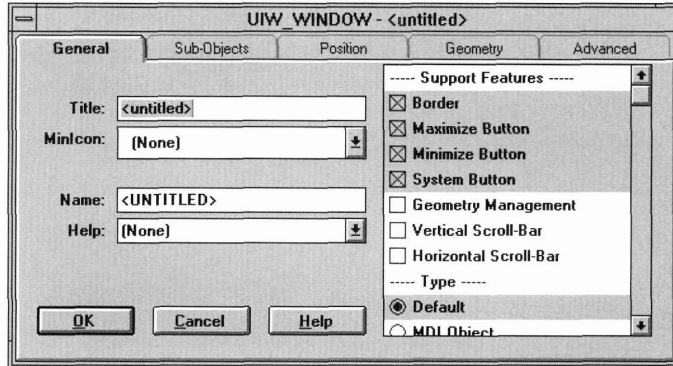 UIW_WINDOW - <untitled>
General
Sub-Objects
Position
Geometry
Advanced
Title: <untitled>
MinIcon: (None)
Name: <UNTITLED>
Help: (None)
OK
Cancel
Help
----- Support Features -----
Border
Maximize Button
Minimize Button
System Button
Geometry Management
Vertical Scroll-Bar
Horizontal Scroll-Bar
----- Type -----
Default
MDI Object